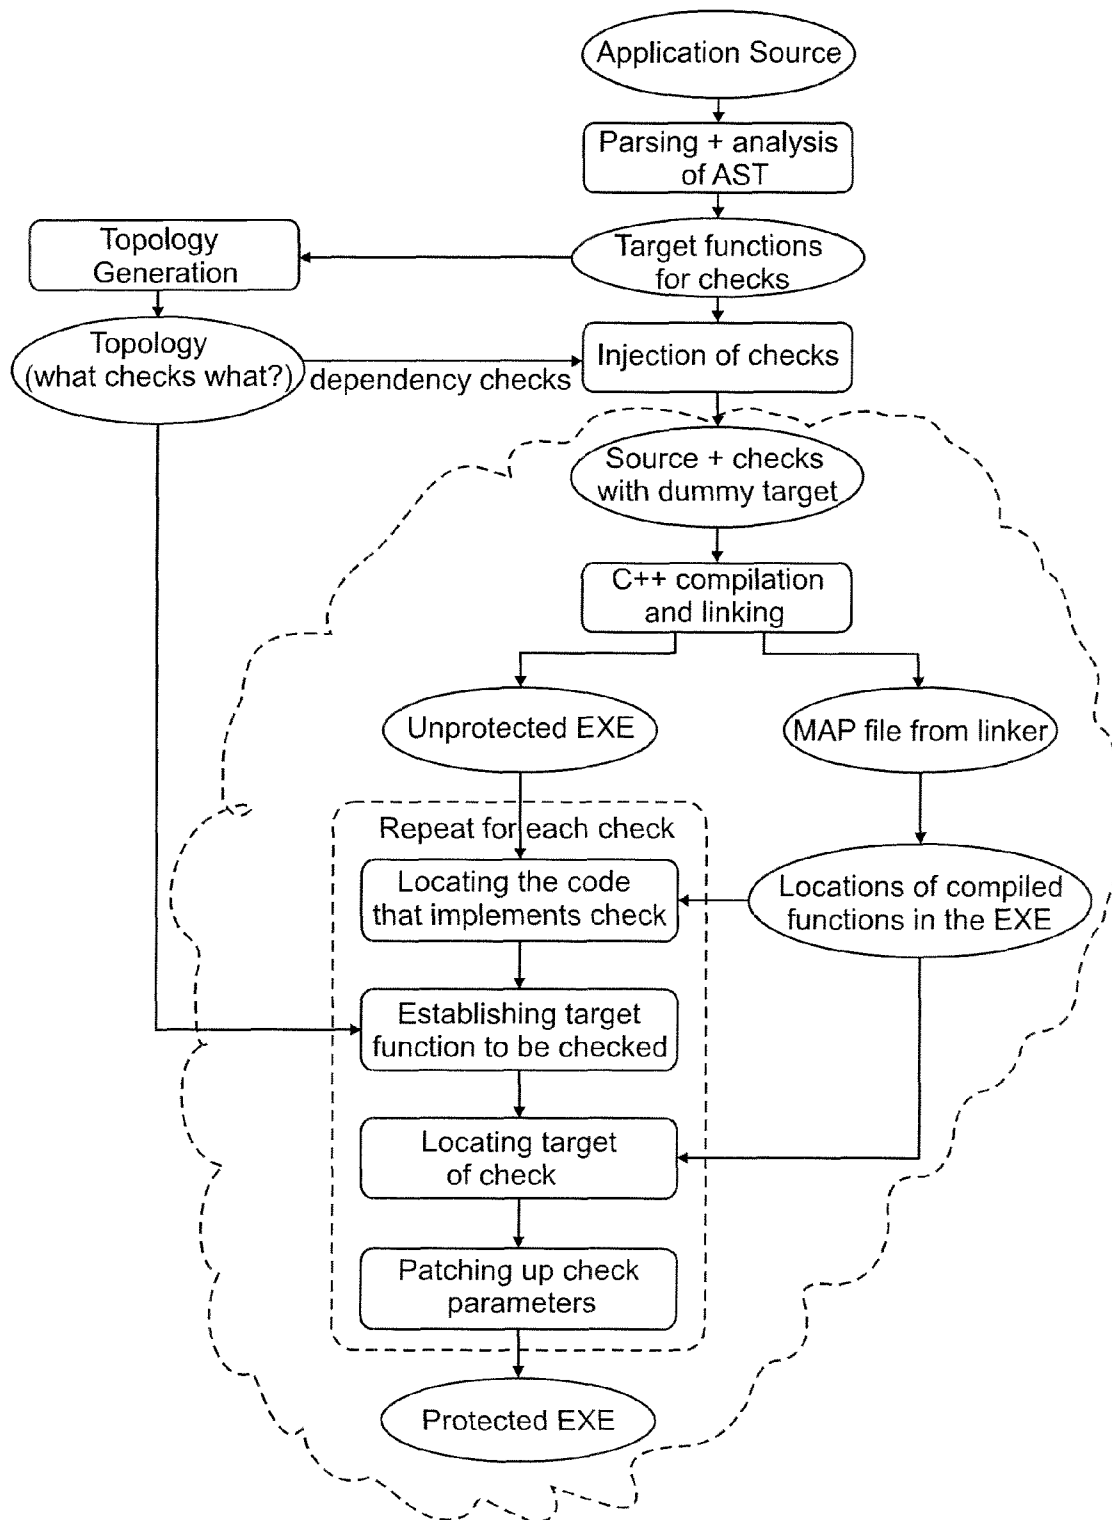 Application Source
Parsing + analysis
of AST
Topology
Generation
Target functions
for checks
Topology
(what checks what?)
dependency checks
Injection of checks
Source + checks
with dummy target
C++ compilation
and linking
Unprotected EXE
MAP file from linker
Repeat for each check
Locating the code
that implements check
Locations of compiled
functions in the EXE
Establishing target
function to be checked
Locating target
of check
Patching up check
parameters
Protected EXE